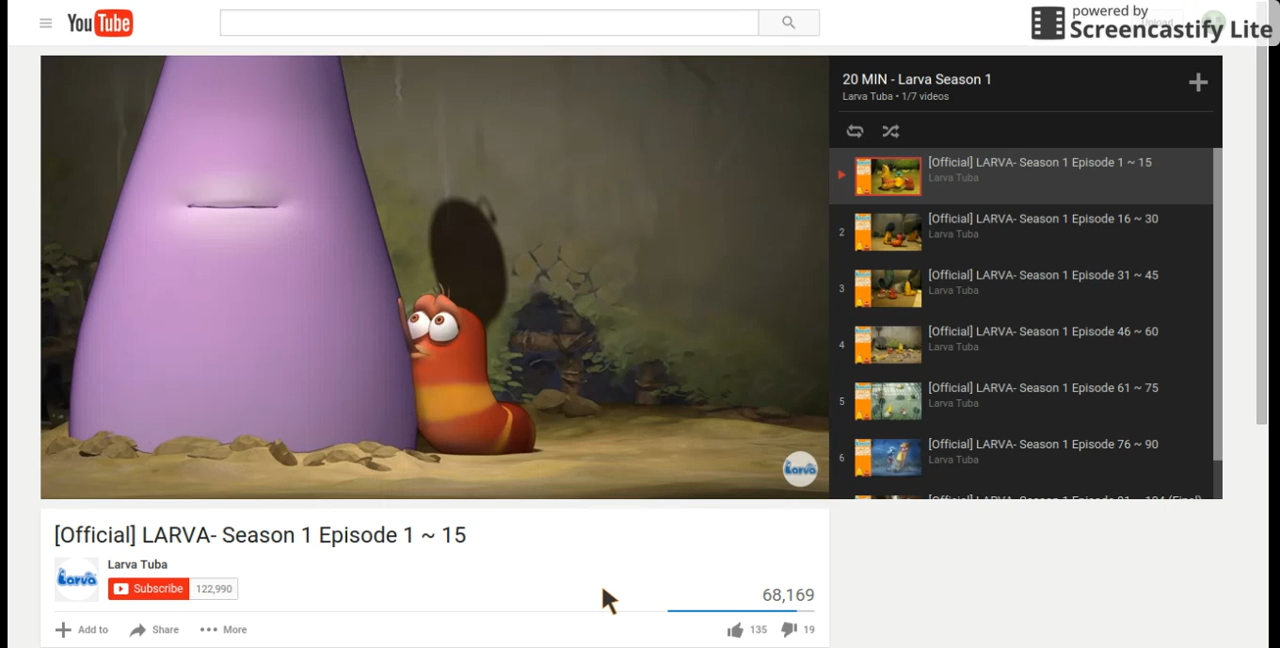 YouTube
powered by
Screencastify Lite
20 MIN - Larva Season 1
Larva Tuba • 1/7 videos
[Official] LARVA- Season 1 Episode 1 ~ 15
Larva Tuba
2
[Official] LARVA- Season 1 Episode 16 ~ 30
Larva Tuba
3
[Official] LARVA- Season 1 Episode 31 ~ 45
Larva Tuba
4
[Official] LARVA- Season 1 Episode 46 ~ 60
Larva Tuba
5
[Official] LARVA- Season 1 Episode 61 ~ 75
Larva Tuba
6
[Official] LARVA- Season 1 Episode 76 ~ 90
Larva Tuba
Larva
[Official] LARVA- Season 1 Episode 1 ~ 15
Larva
Larva Tuba
Subscribe 122,990
68,169
Add to Share More
135 19